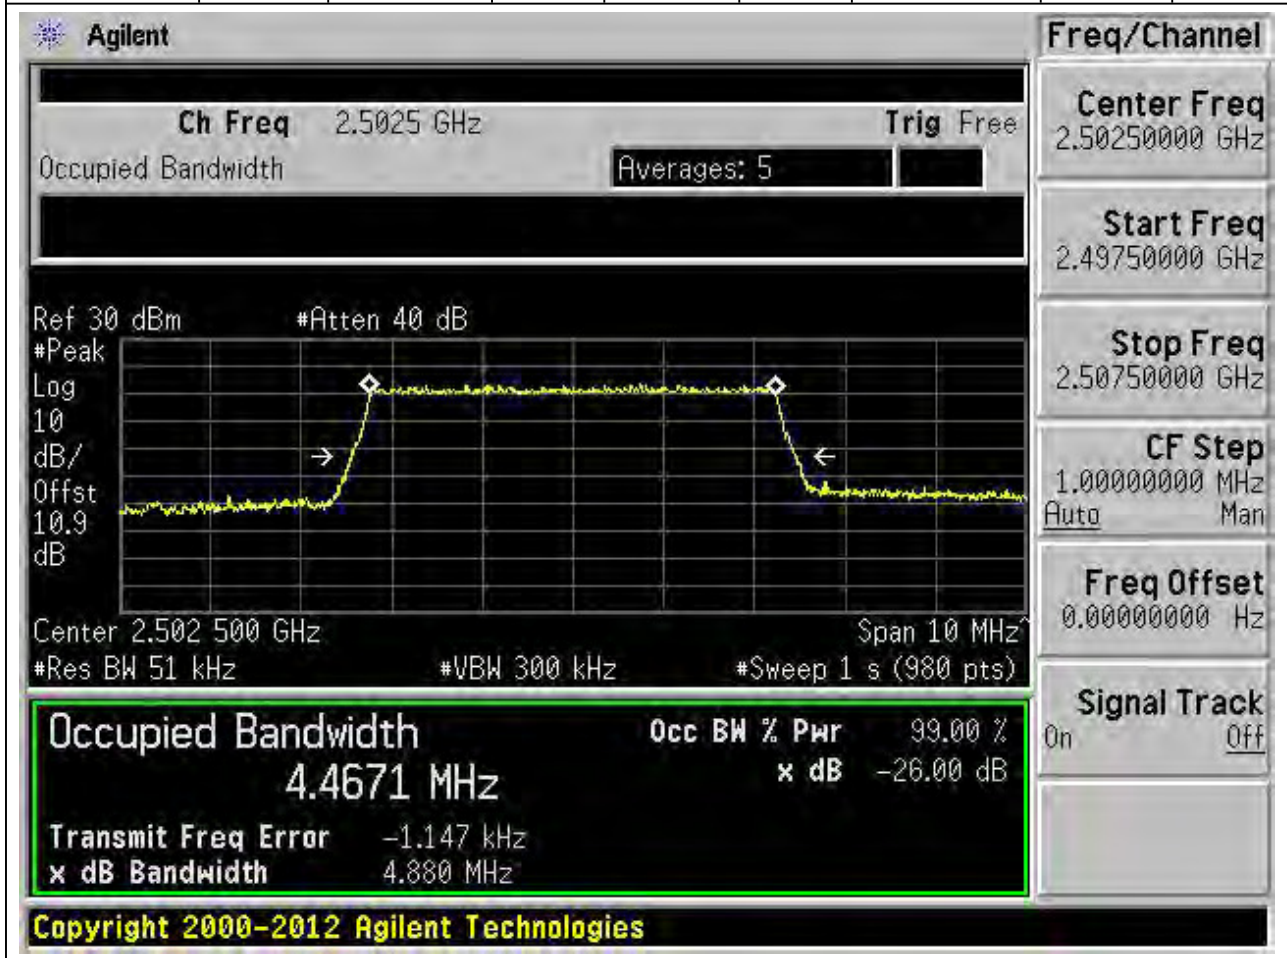 Agilent
Freq/Channel
Ch Freq 2.5025 GHz Trig Free
Occupied Bandwidth Averages: 5
Center Freq
2.50250000 GHz
Start Freq
2.49750000 GHz
Stop Freq
2.50750000 GHz
CF Step
1.00000000 MHz
Auto Man
Freq Offset
0.00000000 Hz
Signal Track
On Off
Ref 30 dBm #Atten 40 dB
#Peak
Log
10
dB/
Offst
10.9
dB
Center 2.502 500 GHz Span 10 MHz^
#Res BW 51 kHz #VBW 300 kHz #Sweep 1 s (980 pts)
Occupied Bandwidth Occ BW % Pwr 99.00 %
4.4671 MHz x dB -26.00 dB
Transmit Freq Error -1.147 kHz
x dB Bandwidth 4.880 MHz
Copyright 2000-2012 Agilent Technologies